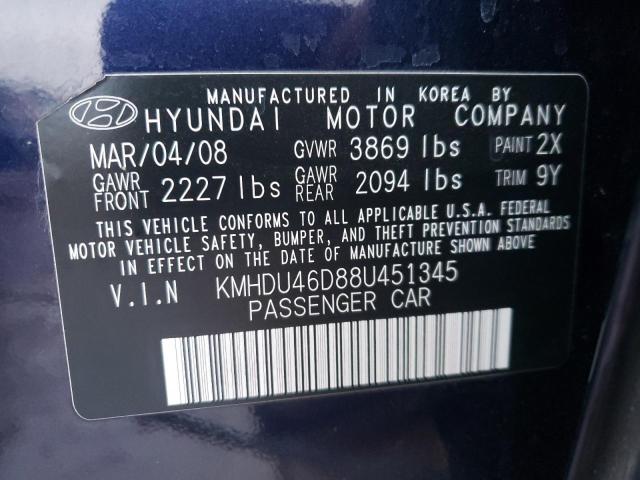 MANUFACTURED IN KOREA BY
HYUNDAI MOTOR COMPANY
MAR/04/08 GVWR 3869 lbs PAINT 2X
GAWR FRONT 2227 lbs GAWR REAR 2094 lbs TRIM 9Y
THIS VEHICLE CONFORMS TO ALL APPLICABLE U.S.A. FEDERAL
MOTOR VEHICLE SAFETY, BUMPER, AND THEFT PREVENTION STANDARDS
IN EFFECT ON THE DATE OF MANUFACTURE SHOWN ABOVE
V.I.N KMHDU46D88U451345
PASSENGER CAR